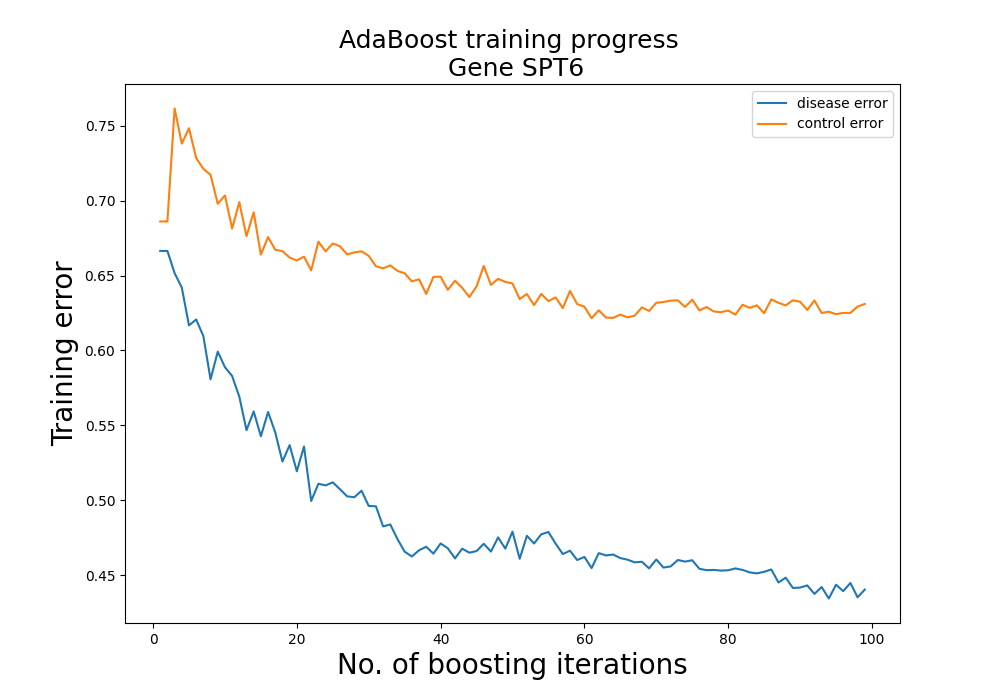 AdaBoost training progress
Gene SPT6
disease error
control error
Training error
0.75
0.70
0.65
0.60
0.55
0.50
0.45
0 20 40 60 80 100
No. of boosting iterations